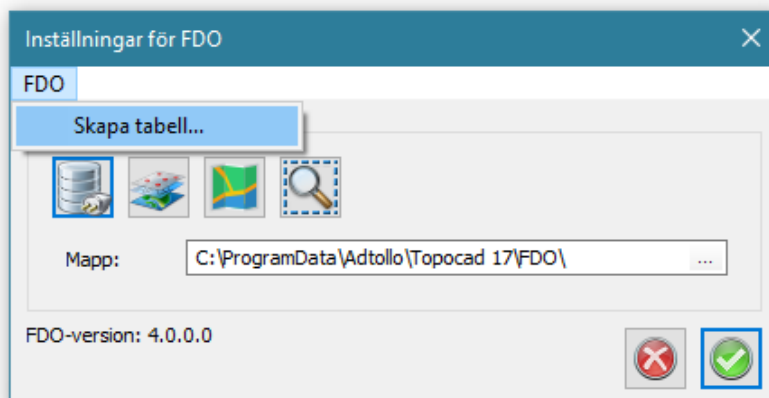 Inställningar för FDO
FDO
Skapa tabell...
Mapp: C:\ProgramData\Adtollo\Topocad 17\FDO\ ...
FDO-version: 4.0.0.0